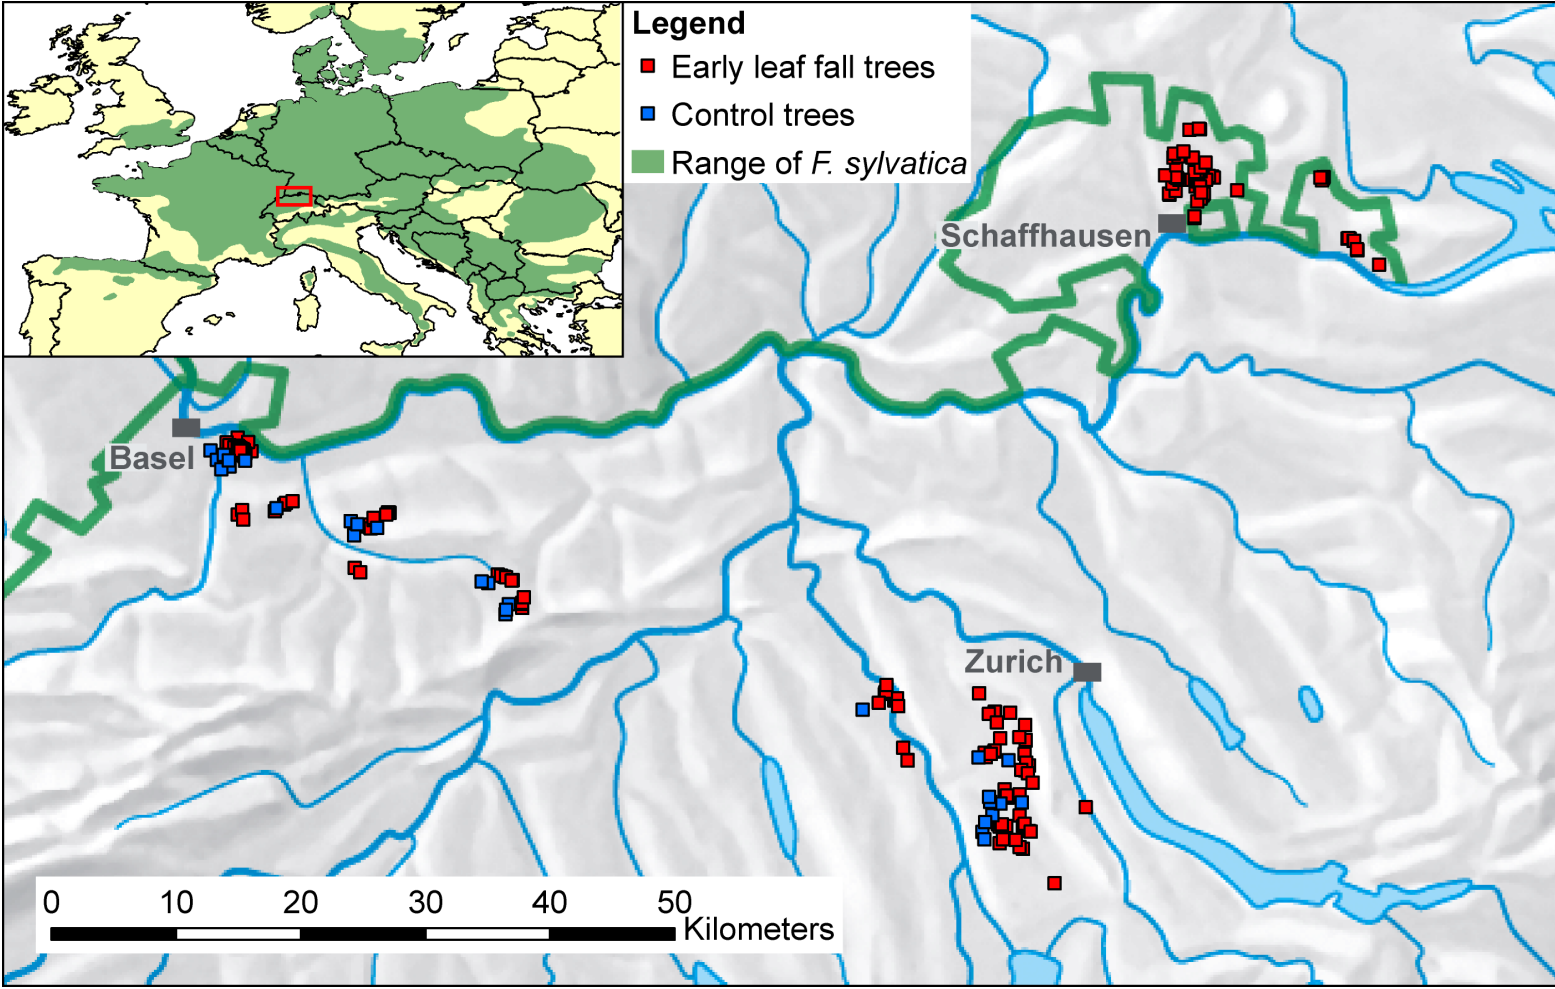 Legend
Early leaf fall trees
Control trees
Range of F. sylvatica
Schaffhausen
Basel
Zurich
0 10 20 30 40 50
Kilometers